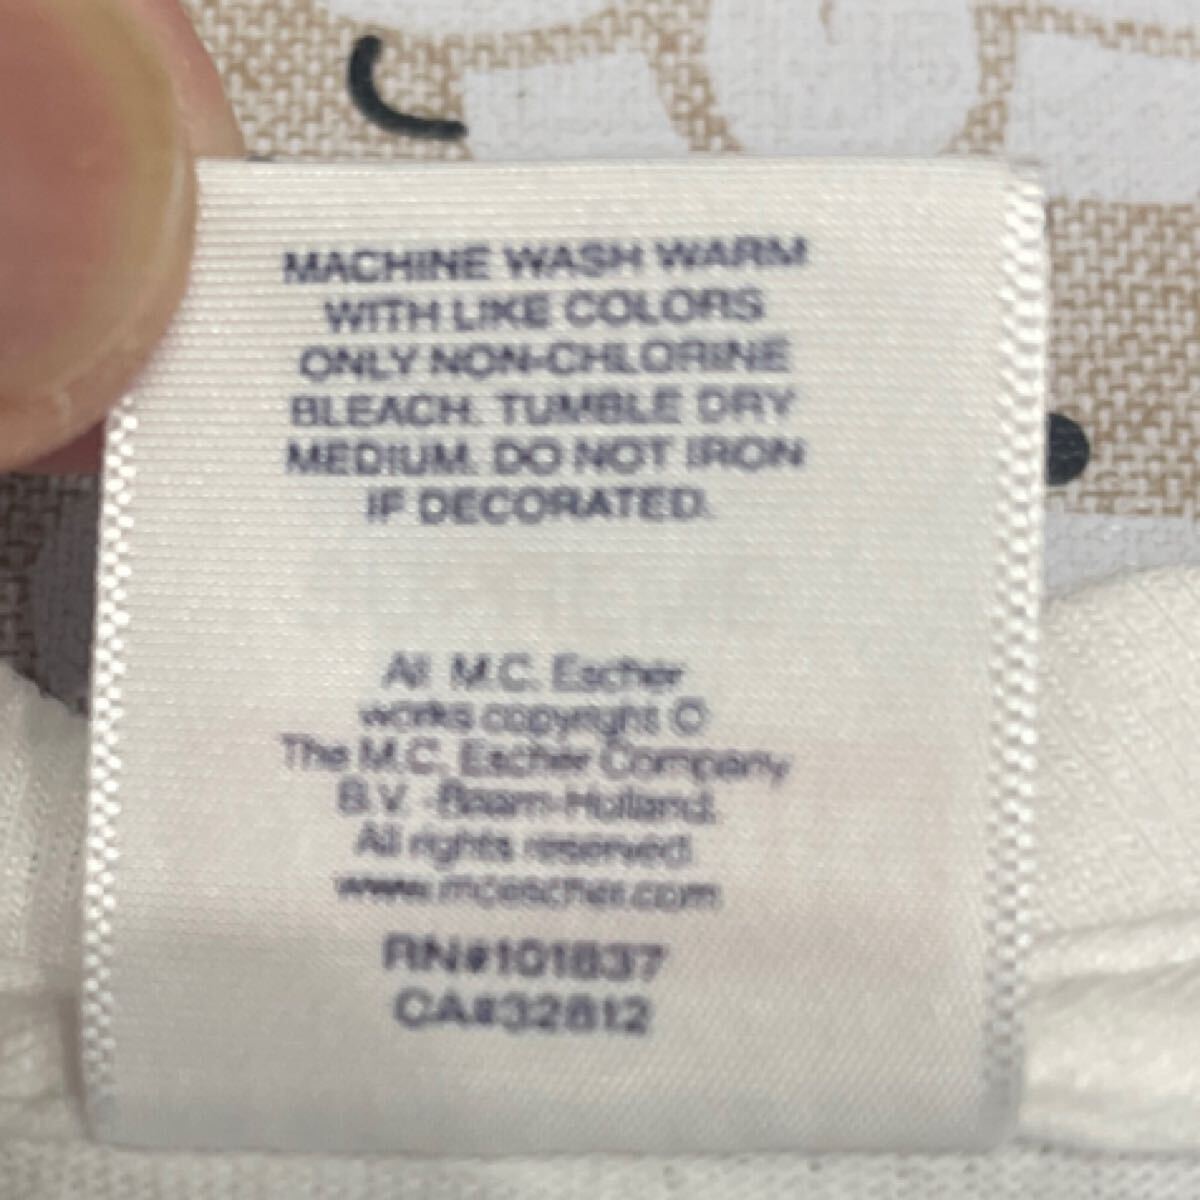 MACHINE WASH WARM
WITH LIKE COLORS
ONLY NON-CHLORINE
BLEACH. TUMBLE DRY
MEDIUM. DO NOT IRON
IF DECORATED.
All M.C. Escher
works copyright ©
The M.C. Escher Company
B.V. -Baarn-Holland.
All rights reserved
www.mcescher.com
RN#101837
CA#32812